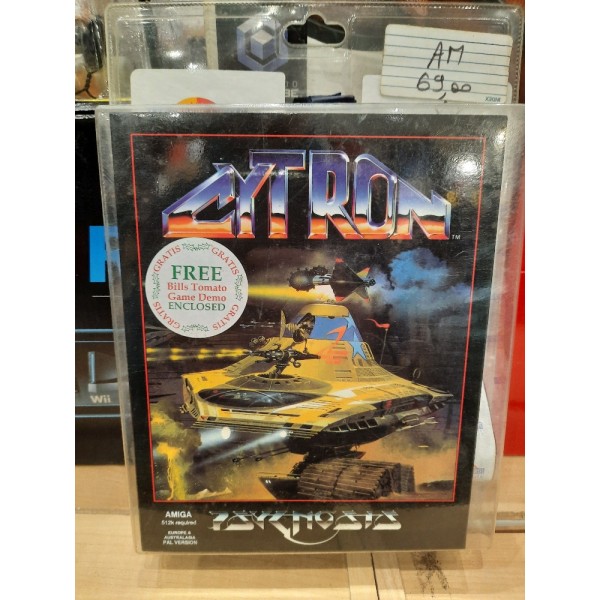 AM
69,00
CYTRON
TM
GRATIS GRATIS
FREE
Bills Tomato
Game Demo
ENCLOSED
GRATIS GRATIS
Wii
AMIGA
512k required
EUROPE &
AUSTRALASIA
PAL VERSION
PSYGNOSIS